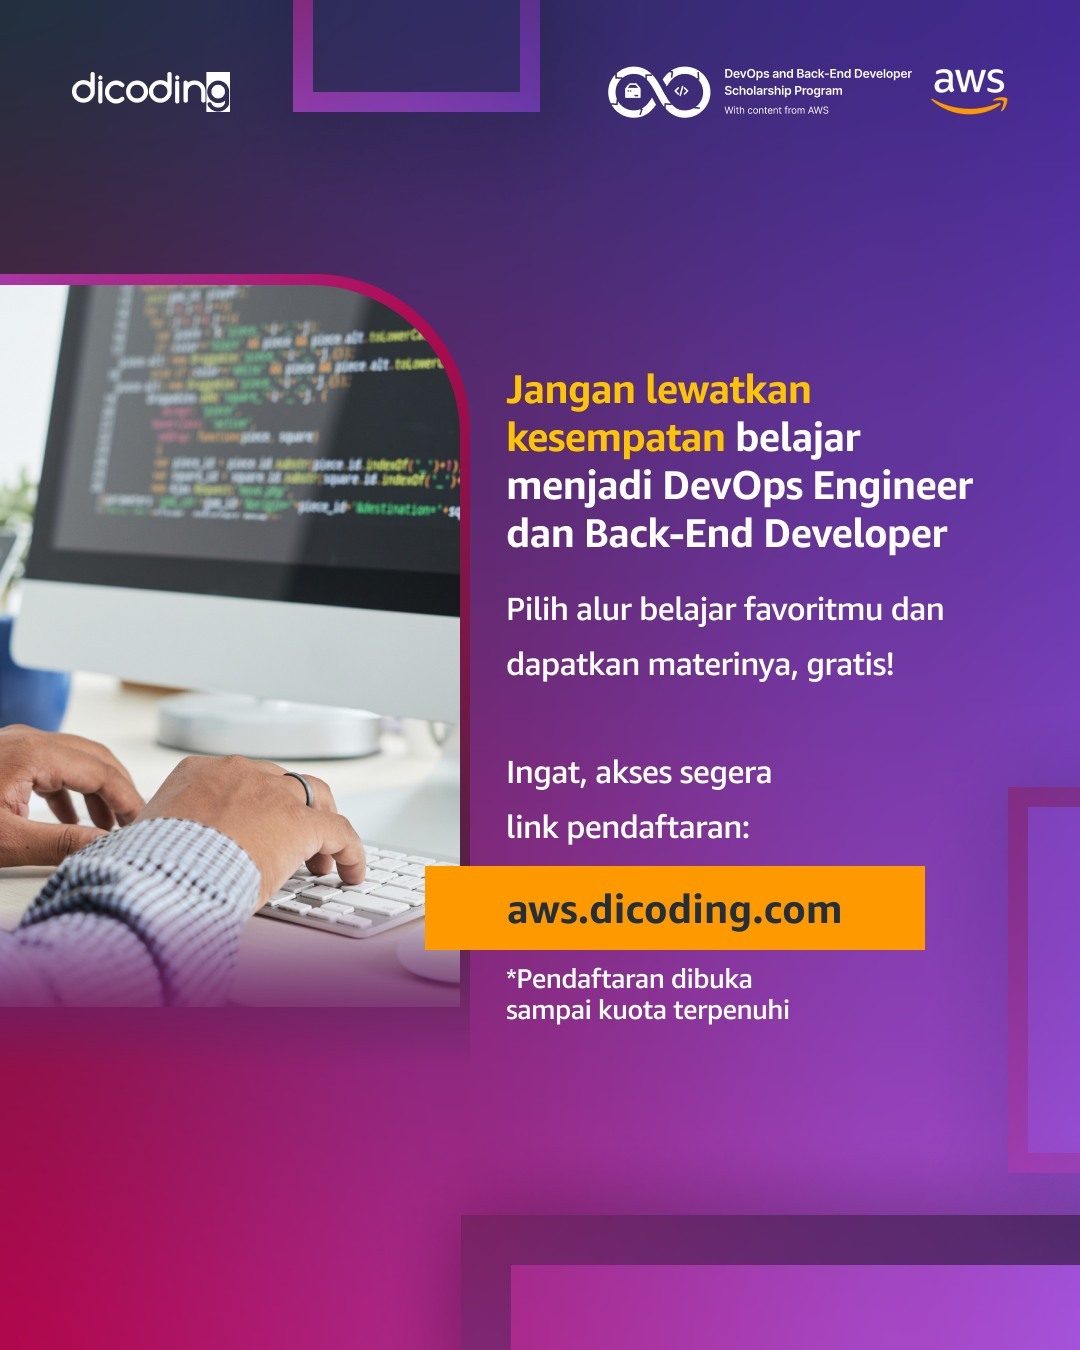 dicoding
DevOps and Back-End Developer
Scholarship Program
With content from AWS
aws
Jangan lewatkan
kesempatan belajar
menjadi DevOps Engineer
dan Back-End Developer
Pilih alur belajar favoritmu dan
dapatkan materinya, gratis!
Ingat, akses segera
link pendaftaran:
aws.dicoding.com
*Pendaftaran dibuka
sampai kuota terpenuhi